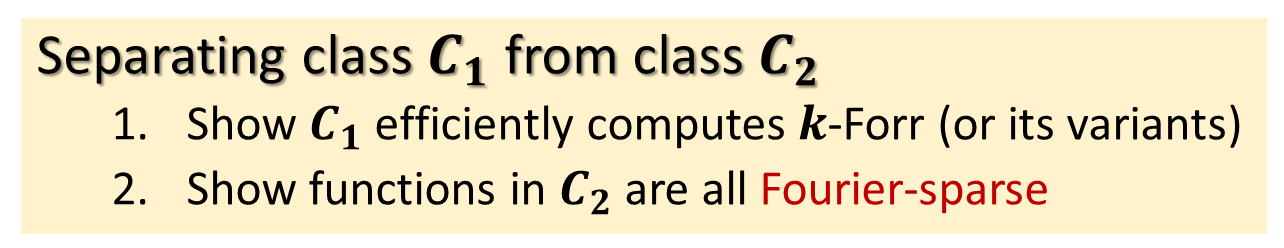 Separating class C₁ from class C₂
1. Show C₁ efficiently computes k-Forr (or its variants)
2. Show functions in C₂ are all Fourier-sparse